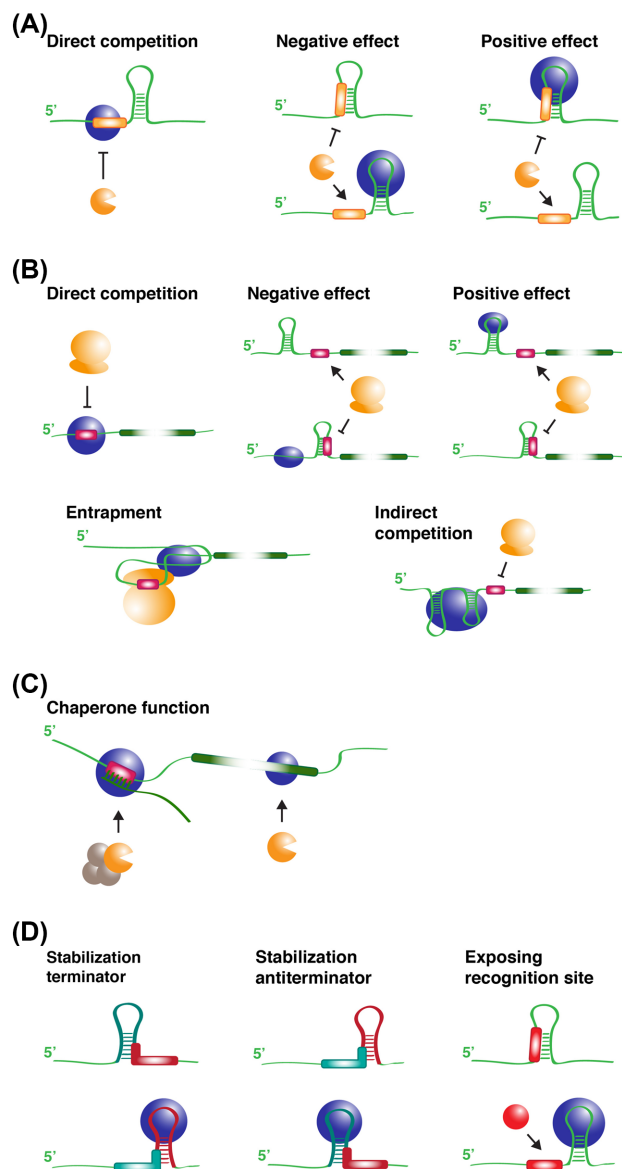 (A)
Direct competition
Negative effect
Positive effect
5’
5’
5’
5’
5’
(B)
Direct competition
Negative effect
Positive effect
5’
5’
5’
5’
5’
Entrapment
Indirect
competition
5’
5’
(C)
Chaperone function
5’
(D)
Stabilization
terminator
Stabilization
antiterminator
Exposing
recognition site
5’
5’
5’
5’
5’
5’